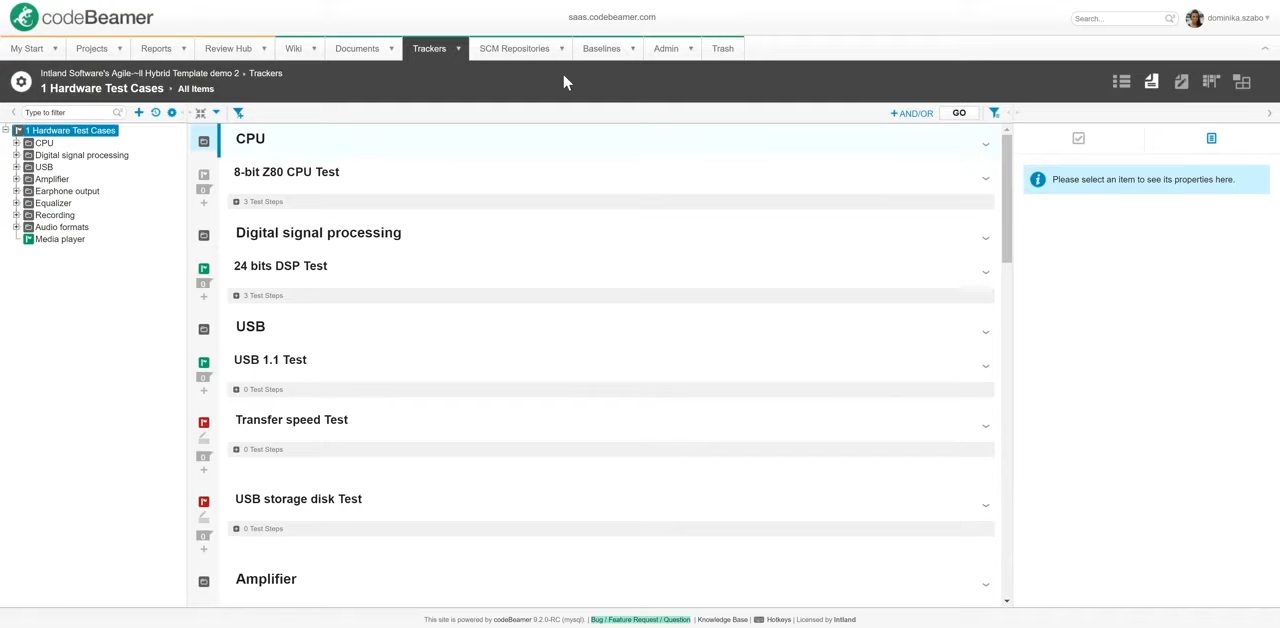 codeBeamer
saas.codebeamer.com
Search...
dominika.szabo
My Start Projects Reports Review Hub Wiki Documents Trackers SCM Repositories Baselines Admin Trash
Intland Software's Agile-~ll Hybrid Template demo 2 Trackers
1 Hardware Test Cases All Items
Type to filter
+ AND/OR
GO
1 Hardware Test Cases
CPU
Digital signal processing
USB
Amplifier
Earphone output
Equalizer
Recording
Audio formats
Media player
CPU
8-bit Z80 CPU Test
0
3 Test Steps
Digital signal processing
24 bits DSP Test
0
3 Test Steps
USB
USB 1.1 Test
0
0 Test Steps
Transfer speed Test
0
0 Test Steps
USB storage disk Test
0
0 Test Steps
Amplifier
Please select an item to see its properties here.
This site is powered by codeBeamer 9.2.0-RC (mysql). | Bug / Feature Request / Question | Knowledge Base | Hotkeys | Licensed by Intland